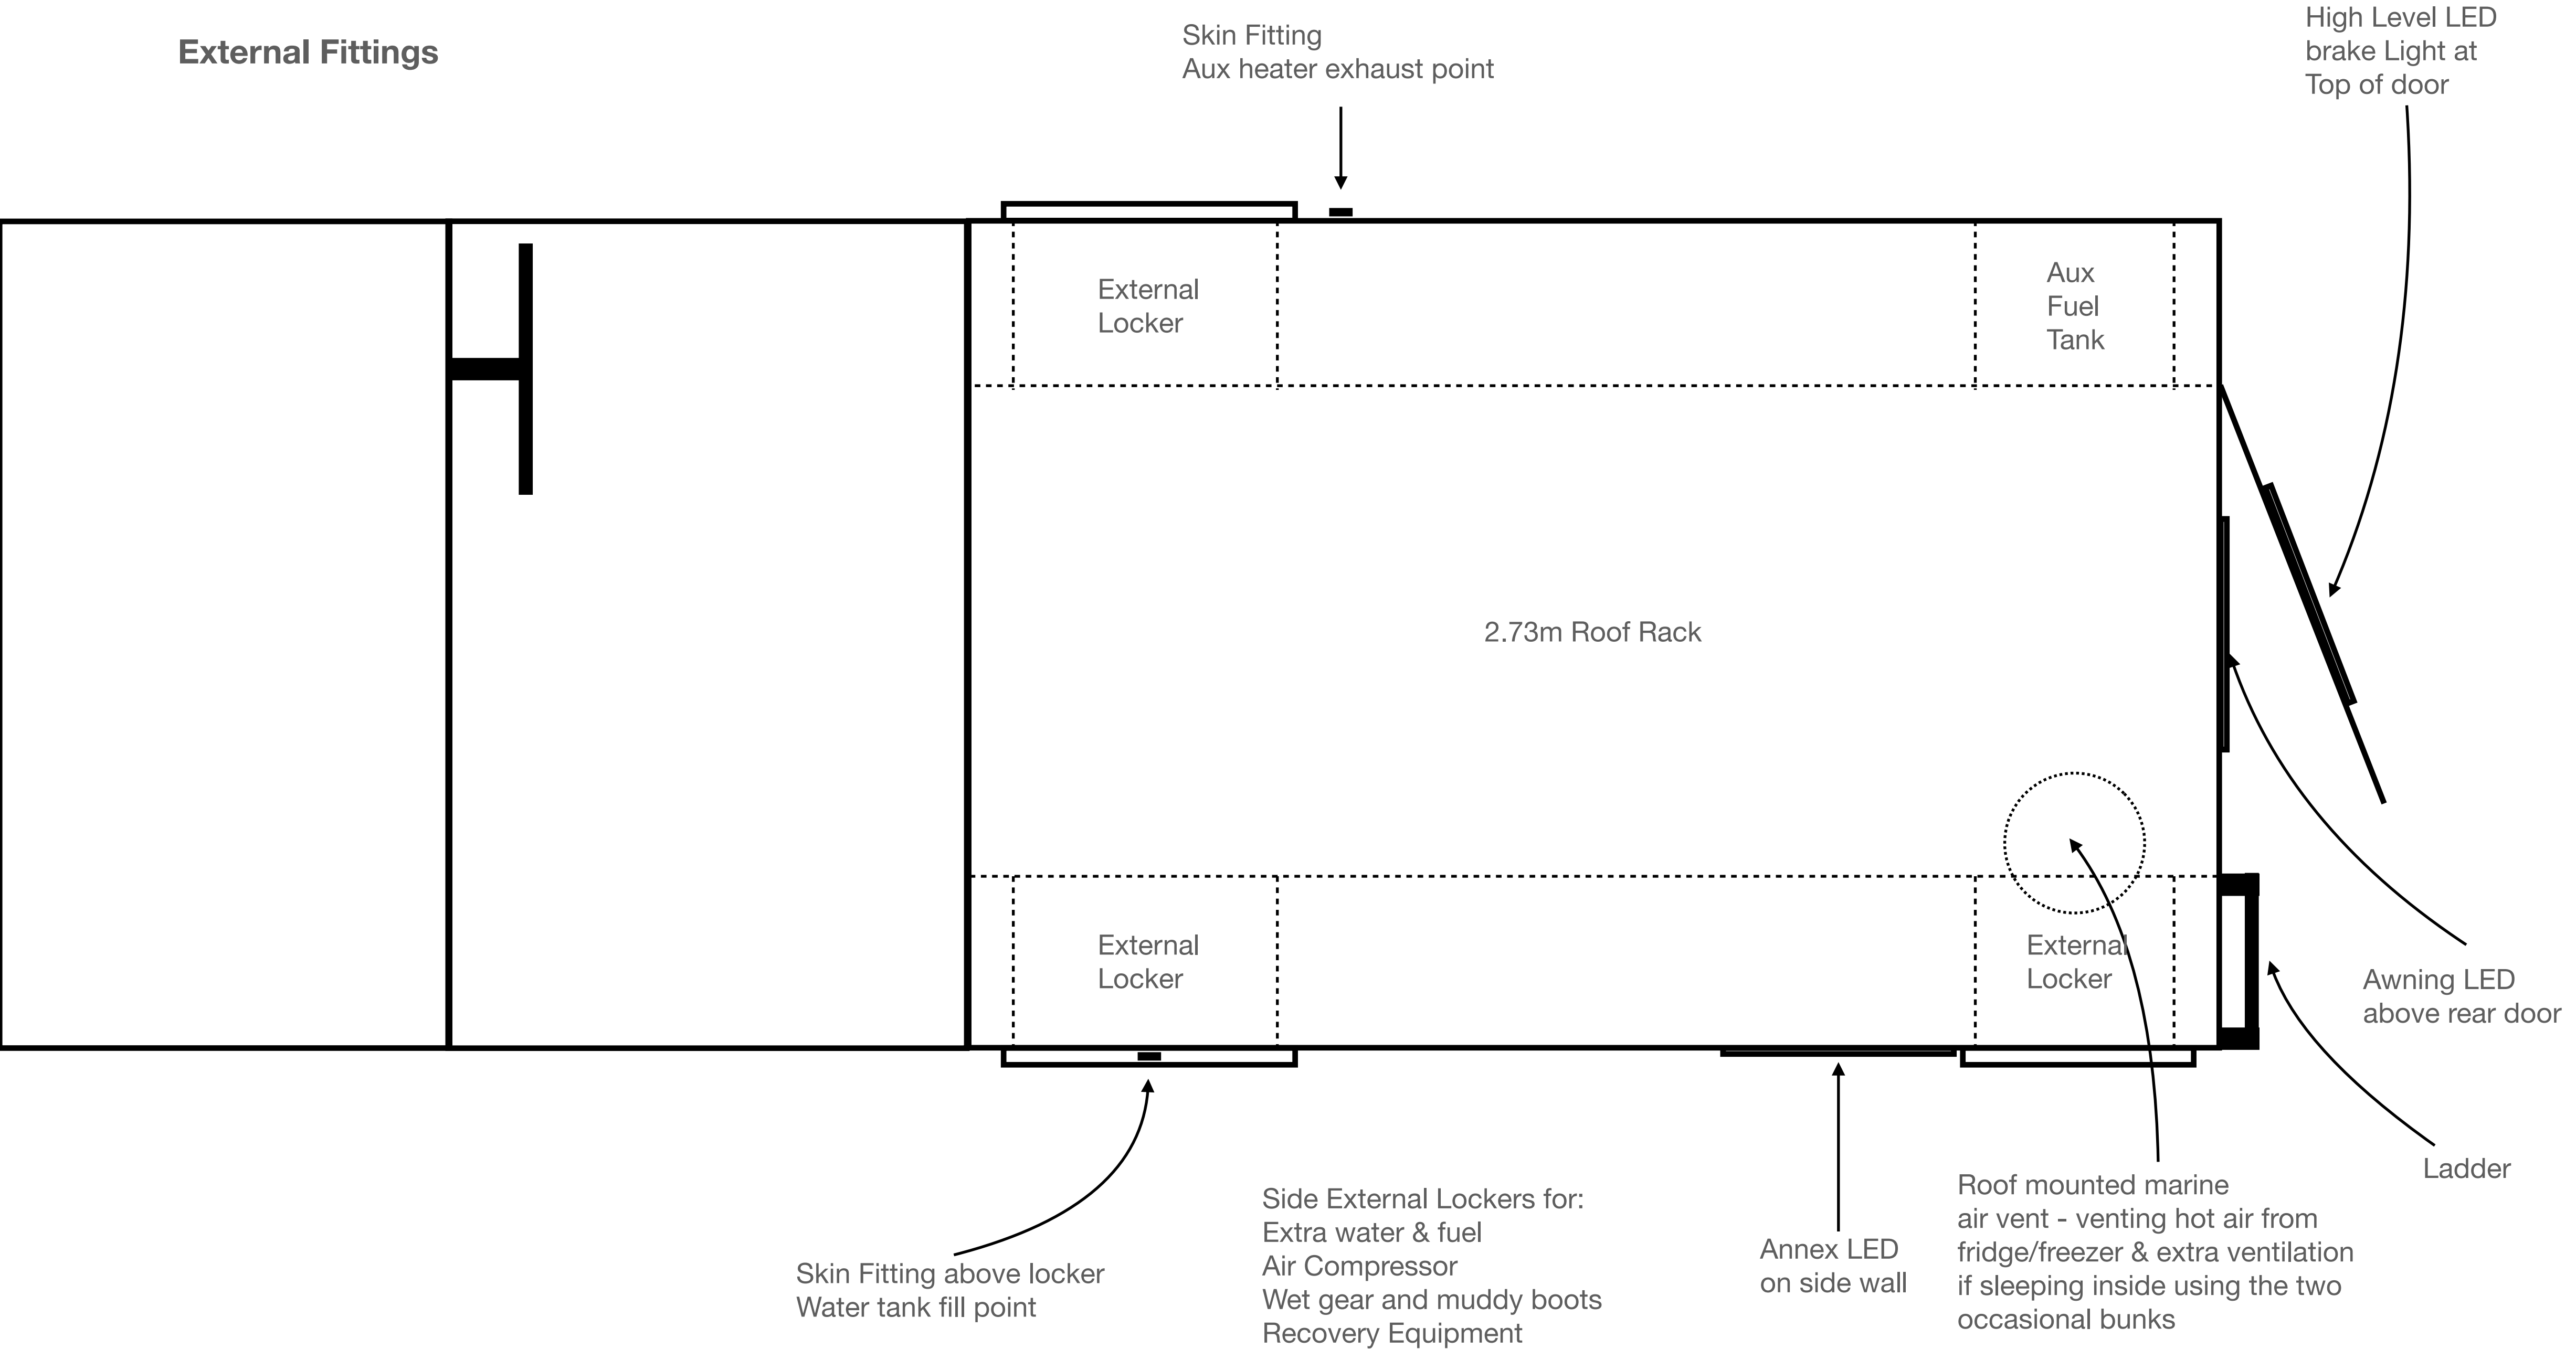 External Fittings
Skin Fitting
Aux heater exhaust point
High Level LED
brake Light at
Top of door
External
Locker
Aux
Fuel
Tank
2.73m Roof Rack
External
Locker
External
Locker
Awning LED
above rear door
Ladder
Skin Fitting above locker
Water tank fill point
Side External Lockers for:
Extra water & fuel
Air Compressor
Wet gear and muddy boots
Recovery Equipment
Annex LED
on side wall
Roof mounted marine
air vent - venting hot air from
fridge/freezer & extra ventilation
if sleeping inside using the two
occasional bunks